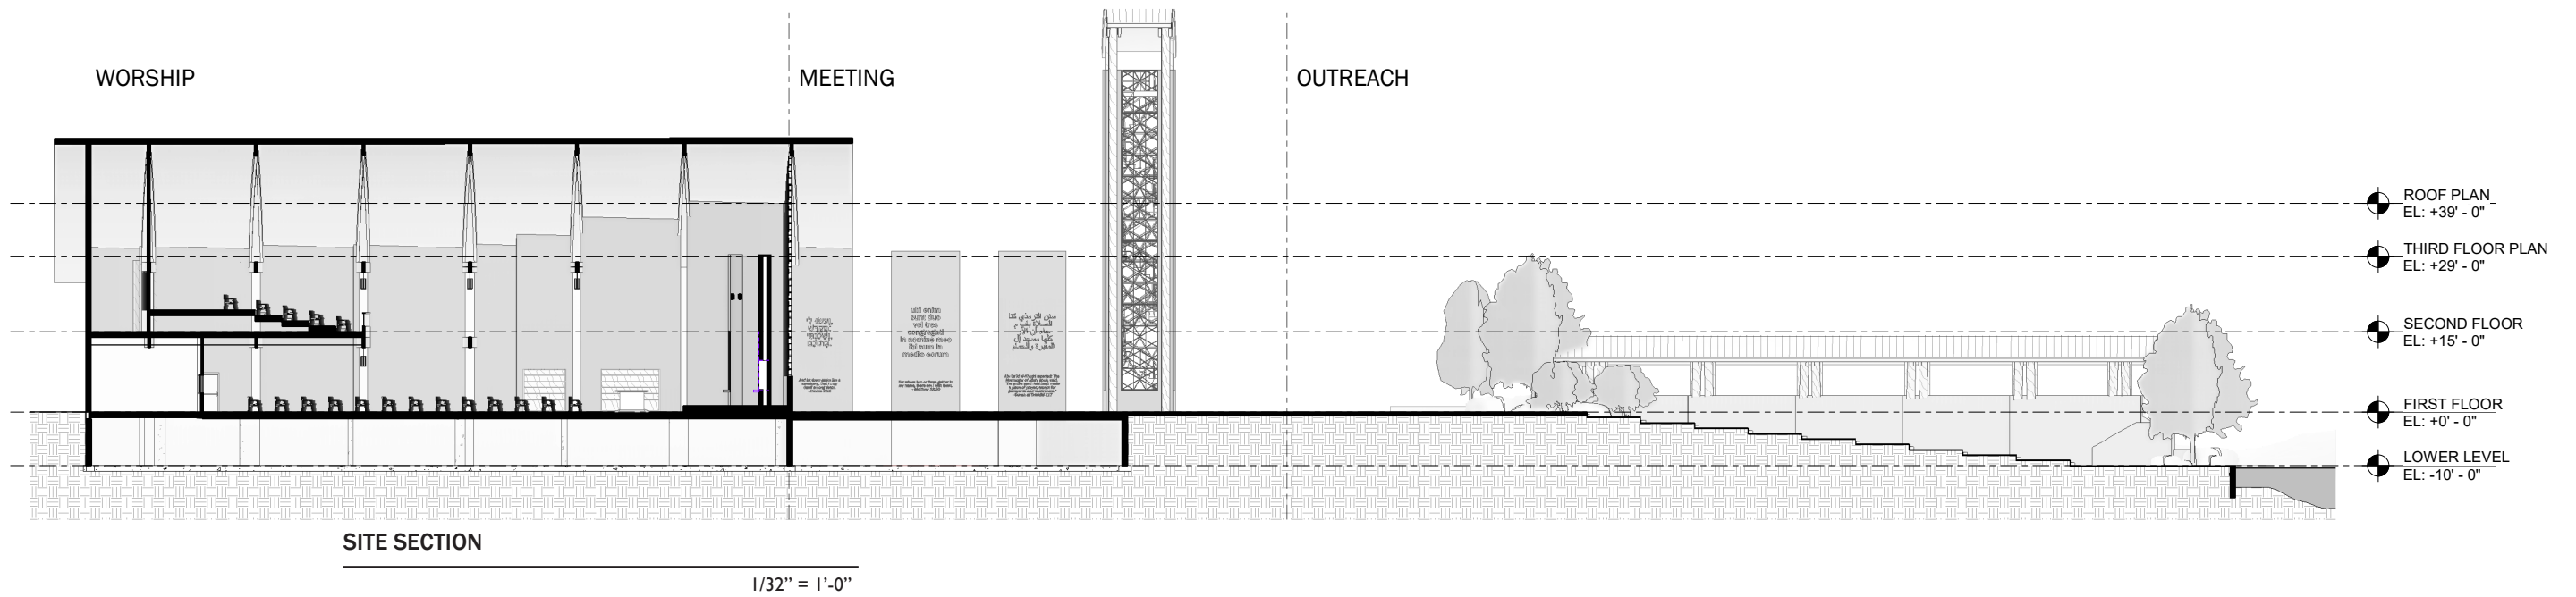 WORSHIP
MEETING
OUTREACH
ROOF PLAN
EL: +39' - 0"
THIRD FLOOR PLAN
EL: +29' - 0"
SECOND FLOOR
EL: +15' - 0"
FIRST FLOOR
EL: +0' - 0"
LOWER LEVEL
EL: -10' - 0"
ubi enim
sunt duo
vel tres
congregati
in nomine meo
ibi sum in
medio eorum
SITE SECTION
1/32” = 1’-0”